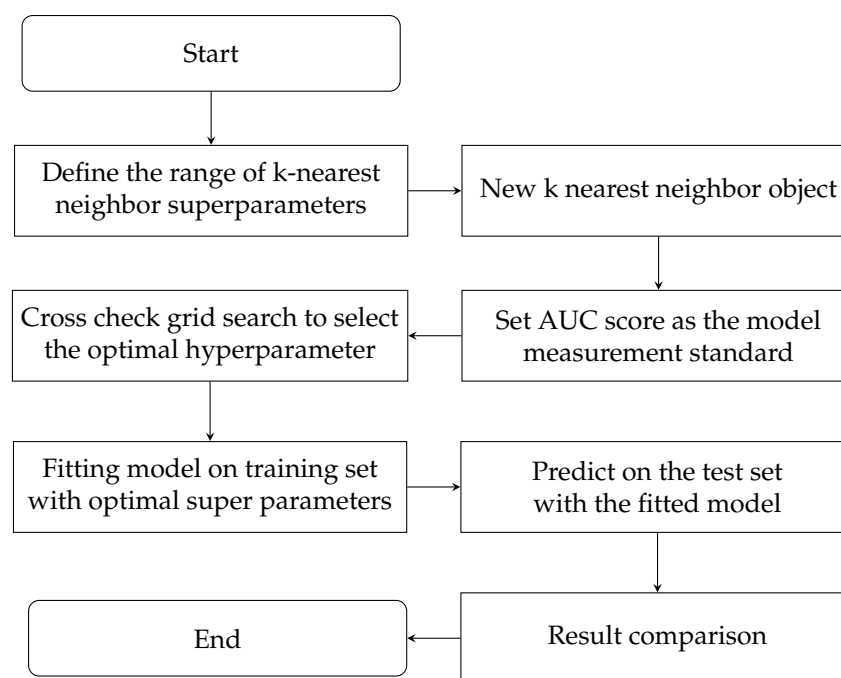 Start
Define the range of k-nearest
neighbor superparameters
New k nearest neighbor object
Set AUC score as the model
measurement standard
Cross check grid search to select
the optimal hyperparameter
Fitting model on training set
with optimal super parameters
Predict on the test set
with the fitted model
Result comparison
End